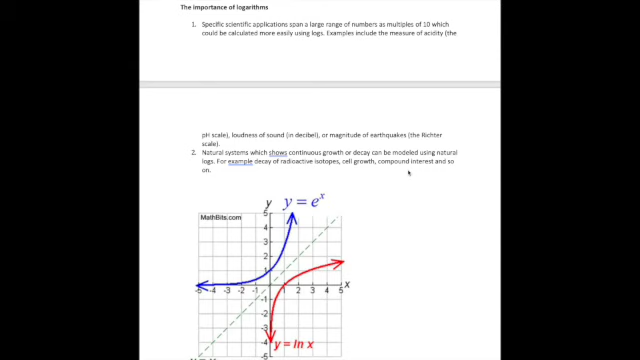 The importance of logarithms
1. Specific scientific applications span a large range of numbers as multiples of 10 which
could be calculated more easily using logs. Examples include the measure of acidity (the
pH scale), loudness of sound (in decibel), or magnitude of earthquakes (the Richter
scale).
2. Natural systems which shows continuous growth or decay can be modeled using natural
logs. For example decay of radioactive isotopes, cell growth, compound interest and so
on.
y = e^x
y
MathBits.com
5
4
3
2
1
-5 -4 -3 -2 -1 1 2 3 4 5 X
-1
-2
-3
-4
-5
y = ln x